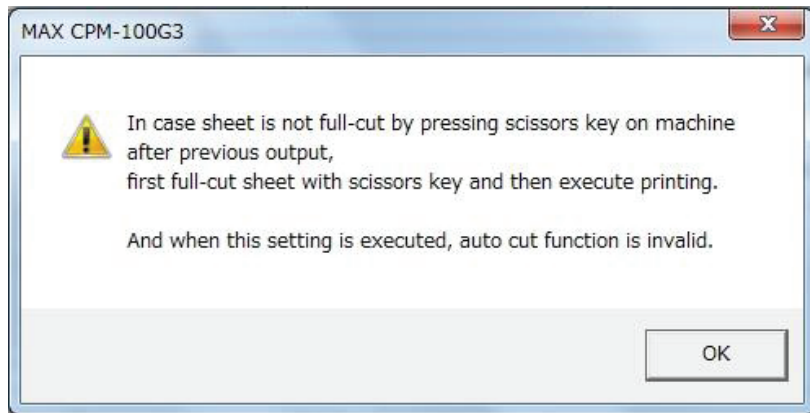 MAX CPM-100G3
In case sheet is not full-cut by pressing scissors key on machine
after previous output,
first full-cut sheet with scissors key and then execute printing.
And when this setting is executed, auto cut function is invalid.
OK